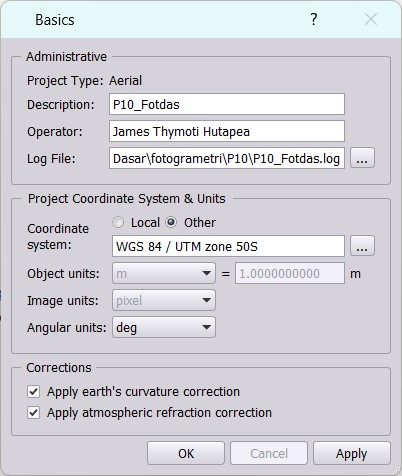 Basics ?
Administrative
Project Type: Aerial
Description: P10_Fotdas
Operator: James Thymoti Hutapea
Log File: Dasar\fotogrametri\P10\P10_Fotdas.log ...
Project Coordinate System & Units
Coordinate system: Local Other
WGS 84 / UTM zone 50S ...
Object units: m = 1.0000000000 m
Image units: pixel
Angular units: deg
Corrections
Apply earth's curvature correction
Apply atmospheric refraction correction
OK Cancel Apply